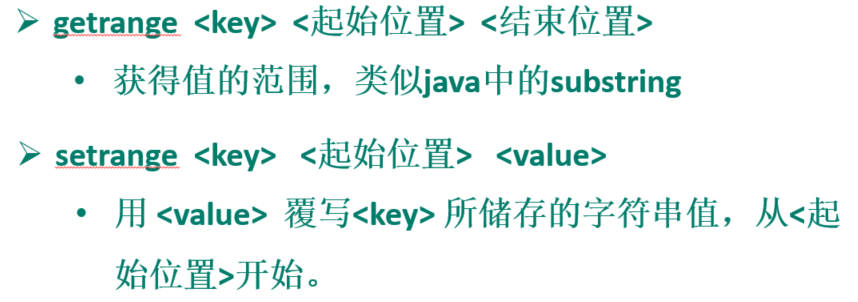 ➢ getrange <key> <起始位置> <结束位置>
• 获得值的范围，类似java中的substring
➢ setrange <key> <起始位置> <value>
• 用 <value> 覆写<key> 所储存的字符串值，从<起
始位置>开始。